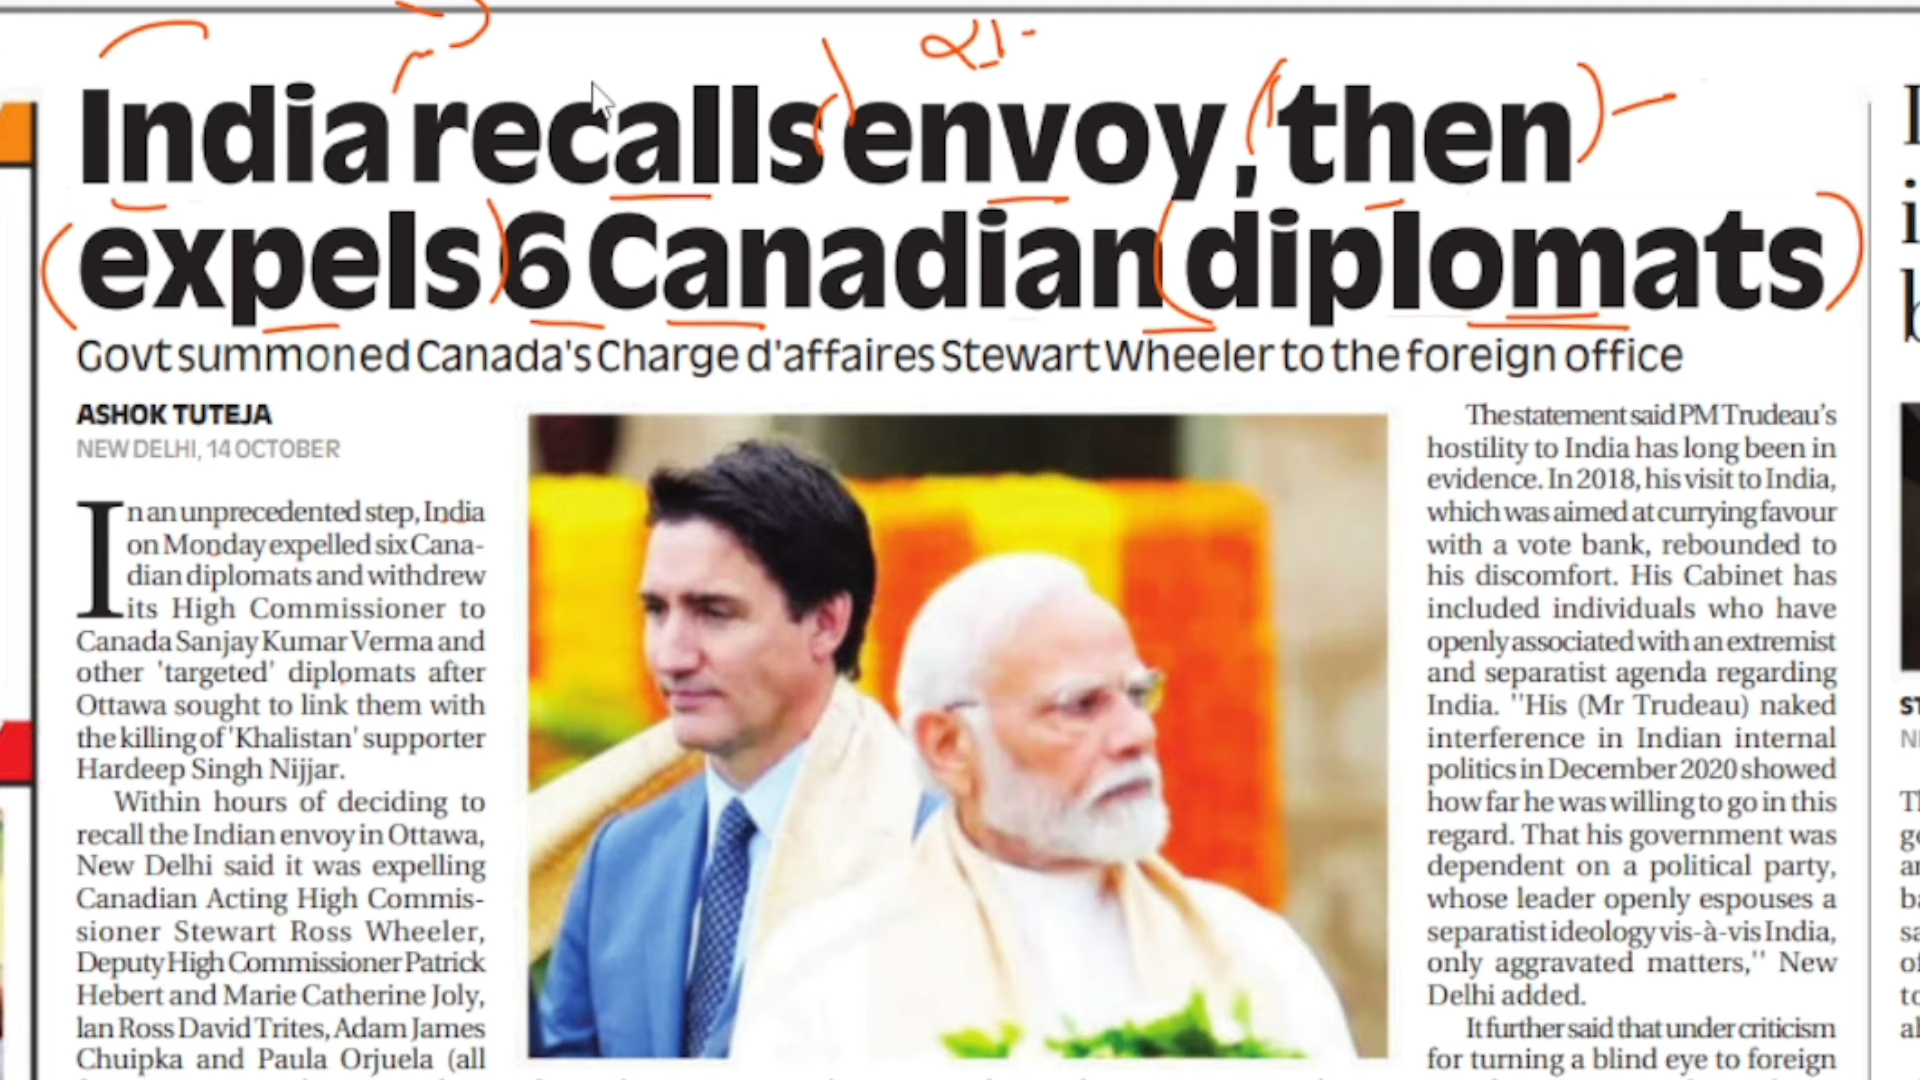 India recalls envoy, then
expels 6 Canadian diplomats
Govt summoned Canada's Charge d'affaires Stewart Wheeler to the foreign office
ASHOK TUTEJA
NEW DELHI, 14 OCTOBER
In an unprecedented step, India
on Monday expelled six Cana-
dian diplomats and withdrew
its High Commissioner to
Canada Sanjay Kumar Verma and
other 'targeted' diplomats after
Ottawa sought to link them with
the killing of 'Khalistan' supporter
Hardeep Singh Nijjar.
Within hours of deciding to
recall the Indian envoy in Ottawa,
New Delhi said it was expelling
Canadian Acting High Commis-
sioner Stewart Ross Wheeler,
Deputy High Commissioner Patrick
Hebert and Marie Catherine Joly,
Ian Ross David Trites, Adam James
Chuipka and Paula Orjuela (all
The statement said PM Trudeau's
hostility to India has long been in
evidence. In 2018, his visit to India,
which was aimed at currying favour
with a vote bank, rebounded to
his discomfort. His Cabinet has
included individuals who have
openly associated with an extremist
and separatist agenda regarding
India. "His (Mr Trudeau) naked
interference in Indian internal
politics in December 2020 showed
how far he was willing to go in this
regard. That his government was
dependent on a political party,
whose leader openly espouses a
separatist ideology vis-à-vis India,
only aggravated matters," New
Delhi added.
It further said that under criticism
for turning a blind eye to foreign